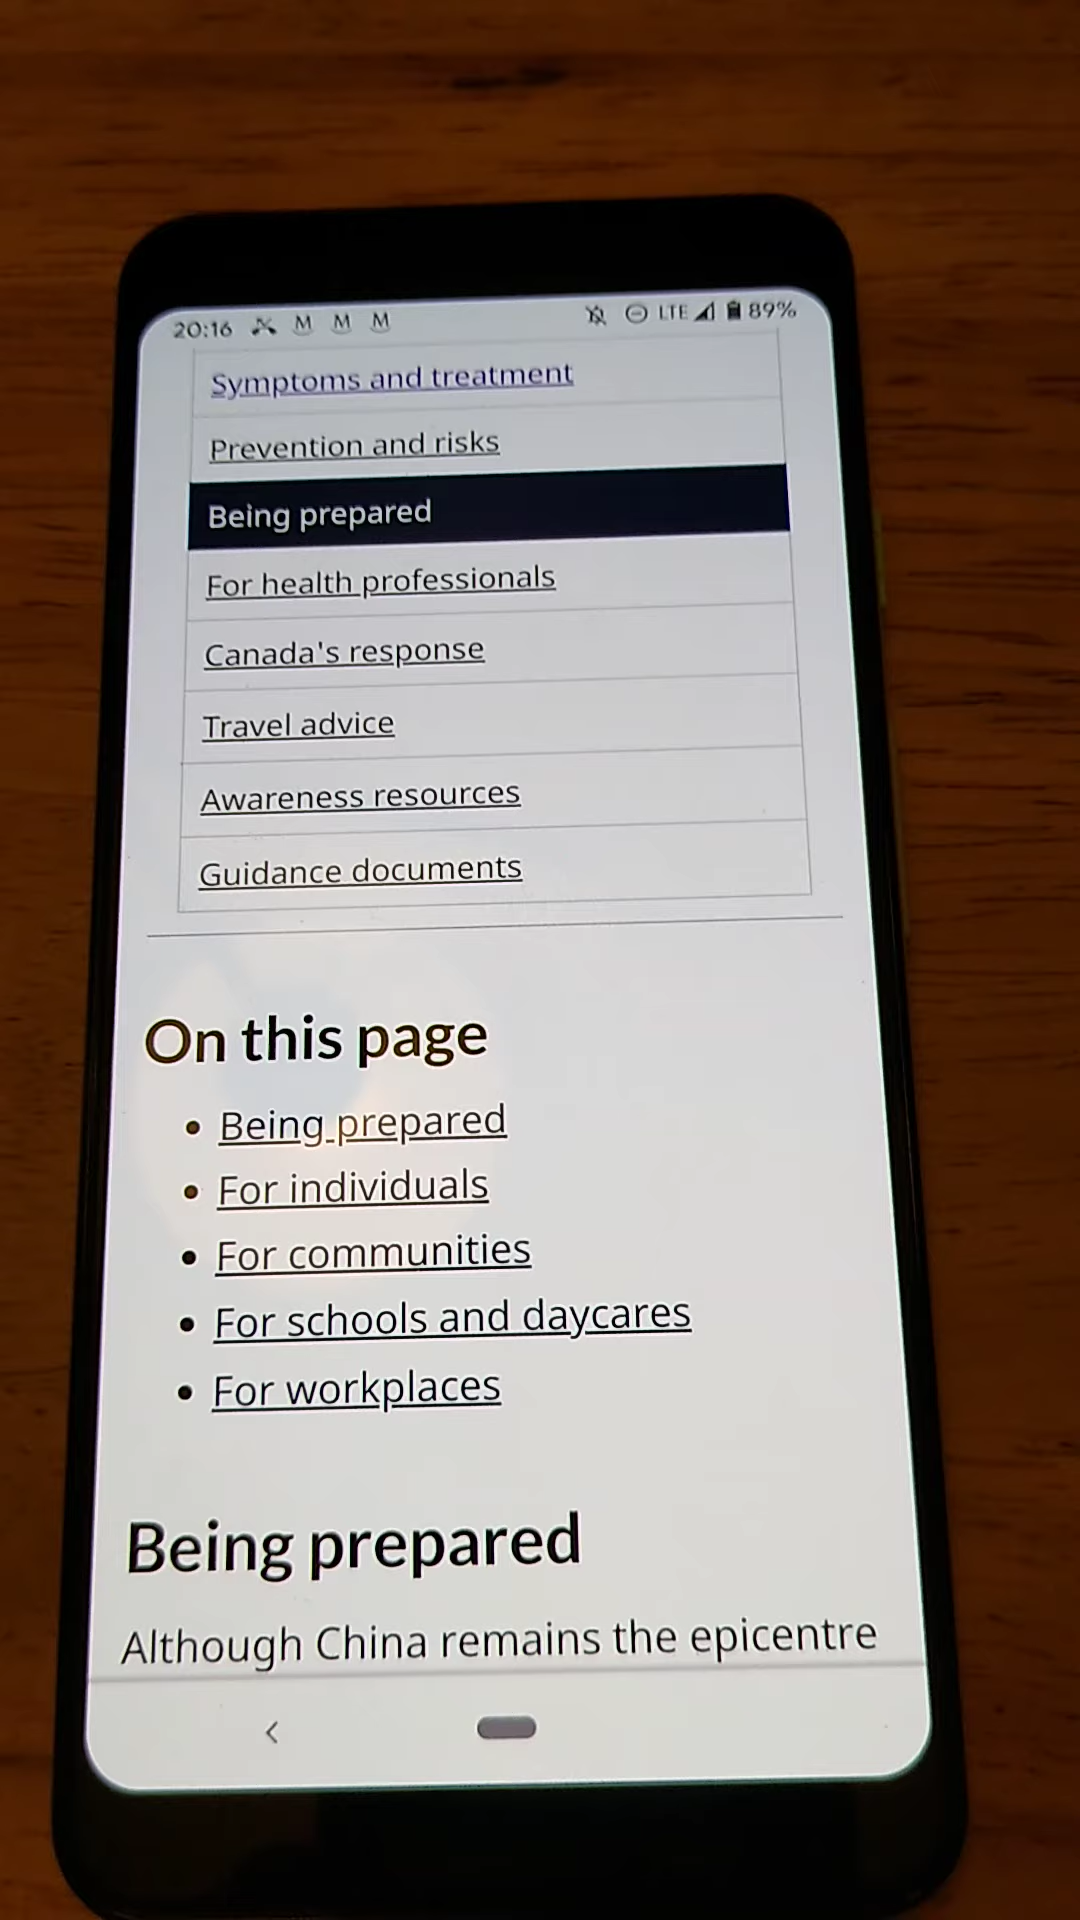 20:16 M M M LTE 89%
Symptoms and treatment
Prevention and risks
Being prepared
For health professionals
Canada's response
Travel advice
Awareness resources
Guidance documents
On this page
Being prepared
For individuals
For communities
For schools and daycares
For workplaces
Being prepared
Although China remains the epicentre